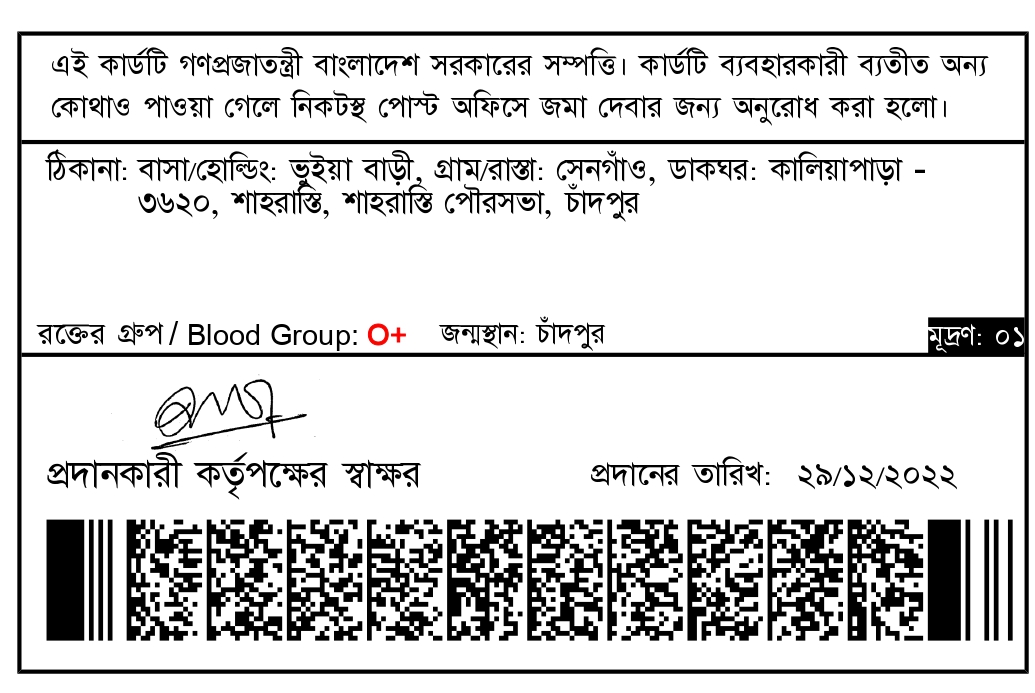 এই কার্ডটি গণপ্রজাতন্ত্রী বাংলাদেশ সরকারের সম্পত্তি। কার্ডটি ব্যবহারকারী ব্যতীত অন্য
কোথাও পাওয়া গেলে নিকটস্থ পোস্ট অফিসে জমা দেবার জন্য অনুরোধ করা হলো।
ঠিকানা: বাসা/হোল্ডিং: ভুইয়া বাড়ী, গ্রাম/রাস্তা: সেনগাঁও, ডাকঘর: কালিয়াপাড়া -
৩৬২০, শাহরাস্তি, শাহরাস্তি পৌরসভা, চাঁদপুর
রক্তের গ্রুপ / Blood Group: O+ জন্মস্থান: চাঁদপুর মূদ্রণ: ০১
প্রদানকারী কর্তৃপক্ষের স্বাক্ষর প্রদানের তারিখ: ২৯/১২/২০২২